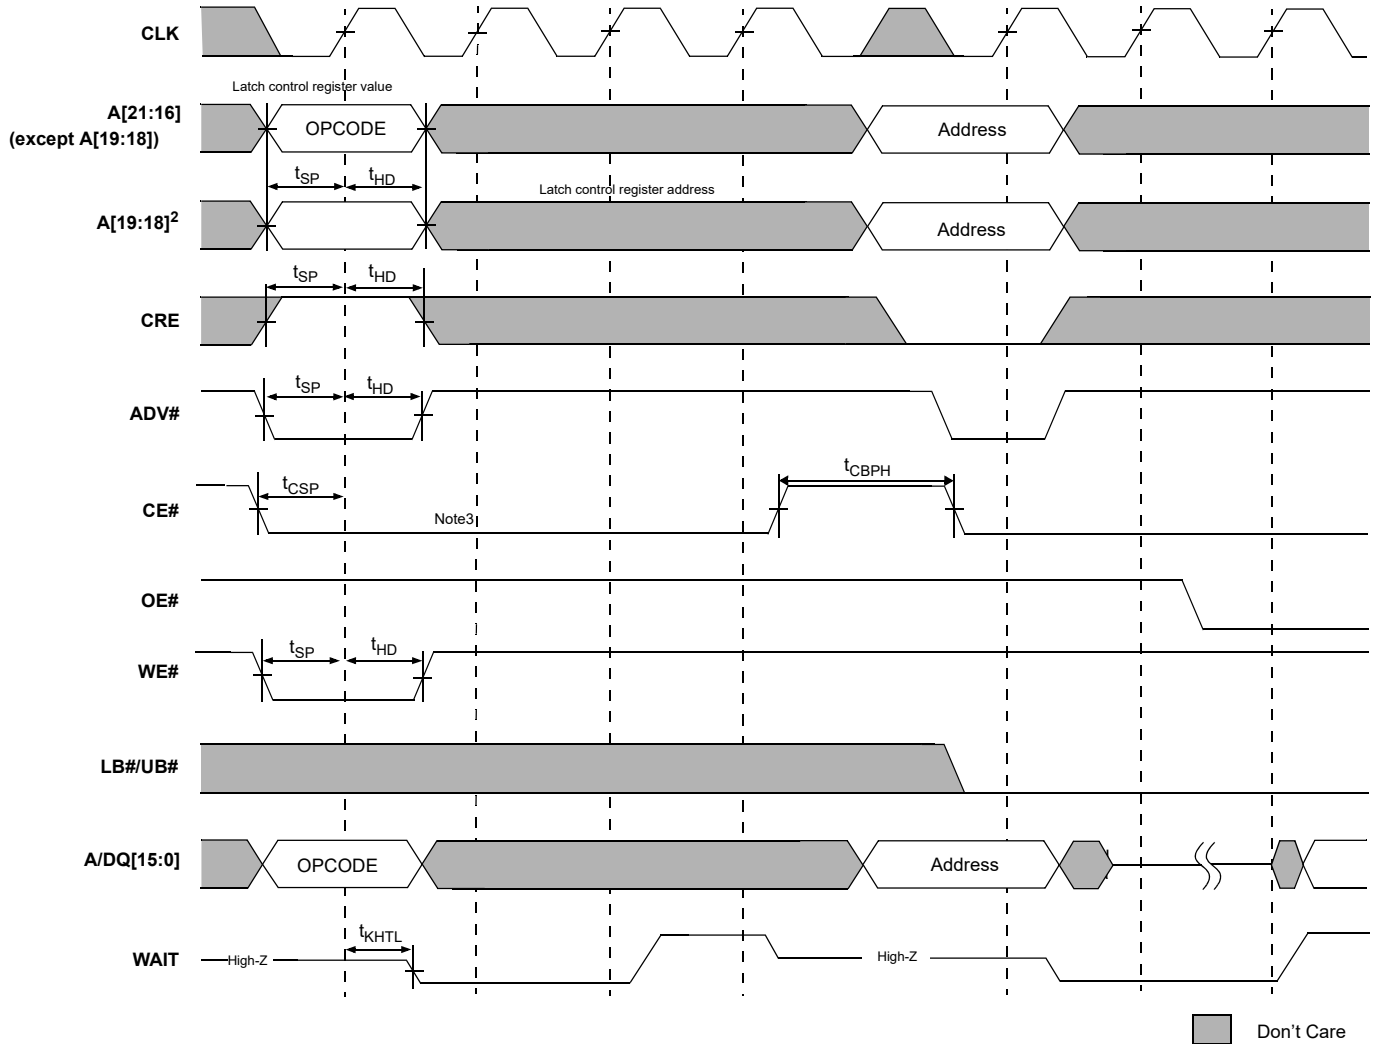 CLK
Latch control register value
A[21:16]
(except A[19:18])
OPCODE
Address
tSP
tHD
Latch control register address
A[19:18]2
Address
tSP
tHD
CRE
tSP
tHD
ADV#
tCBPH
tCSP
CE#
Note3
OE#
tSP
tHD
WE#
LB#/UB#
A/DQ[15:0]
OPCODE
Address
tKHTL
WAIT
High-Z
High-Z
Don't Care